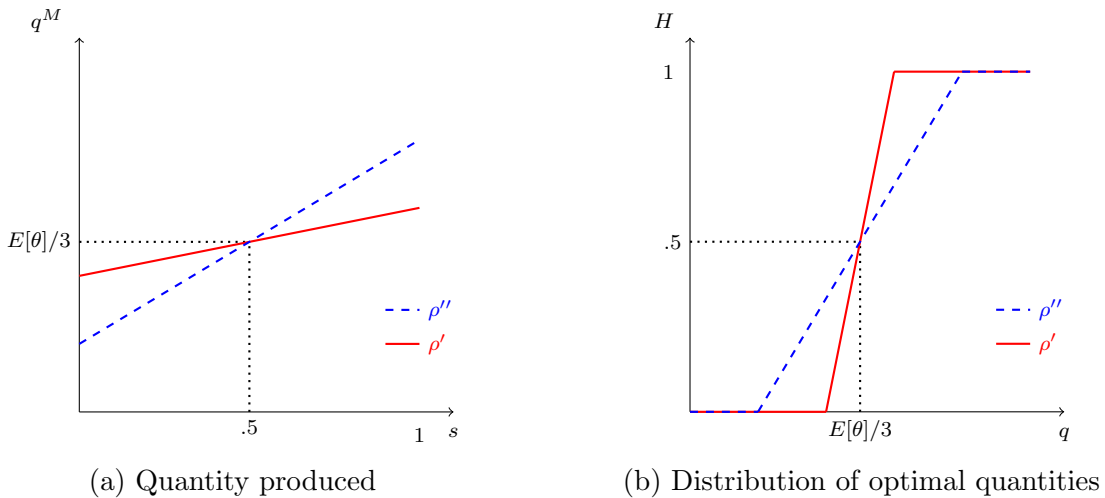 q^M
E[θ]/3
ρ′′
ρ′
.5
1
s
(a) Quantity produced
H
1
.5
ρ′′
ρ′
E[θ]/3
q
(b) Distribution of optimal quantities